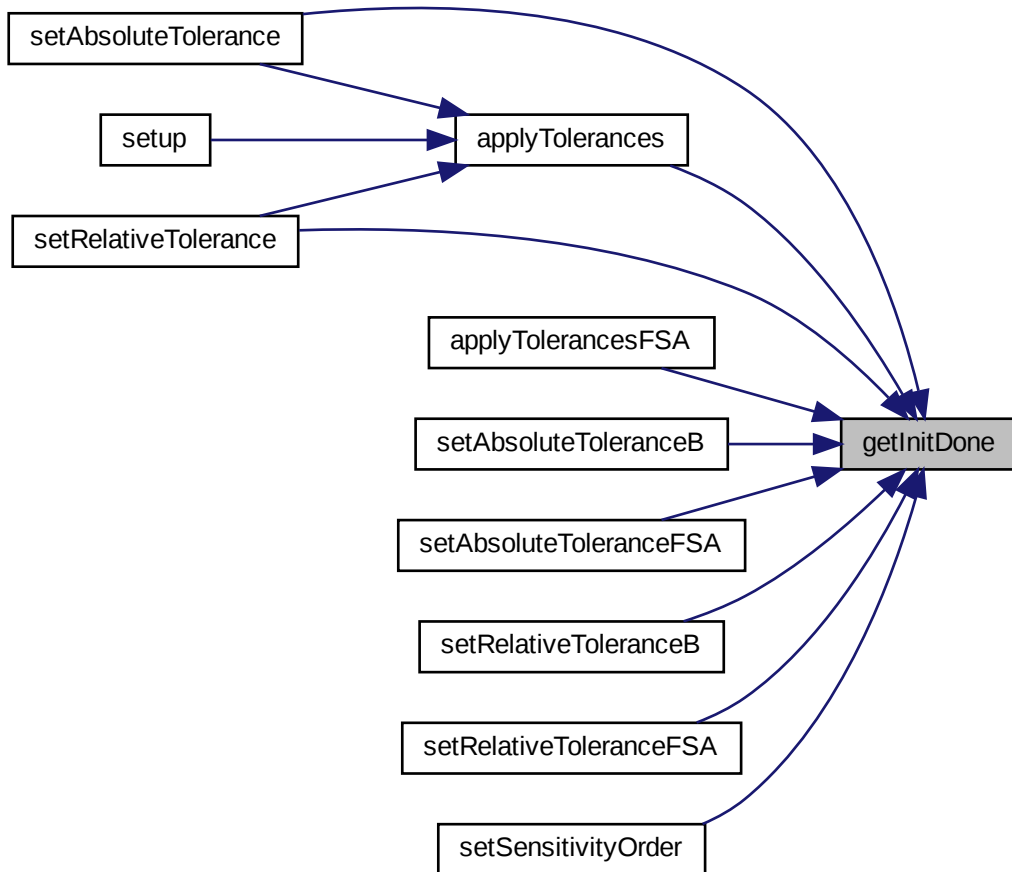 setAbsoluteTolerance
setup
applyTolerances
setRelativeTolerance
applyTolerancesFSA
setAbsoluteToleranceB
getInitDone
setAbsoluteToleranceFSA
setRelativeToleranceB
setRelativeToleranceFSA
setSensitivityOrder